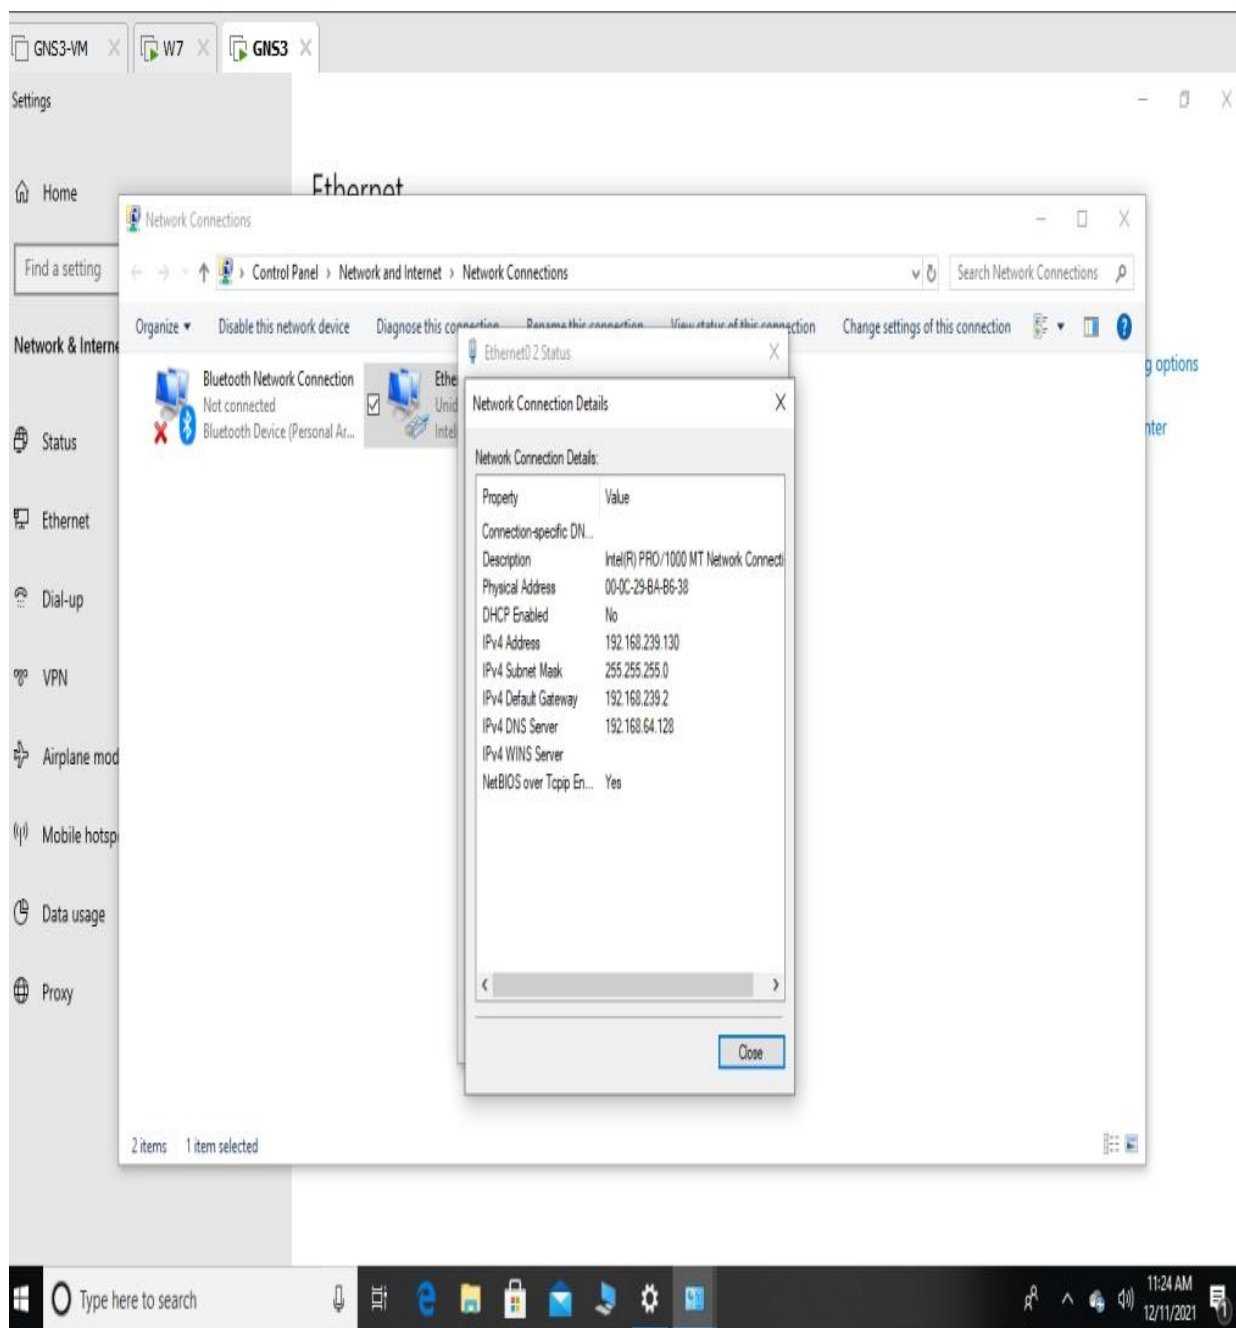 GNS3-VM
W7
GNS3
Settings
Home
Ethernet
Find a setting
Network & Interne
Status
Ethernet
Dial-up
VPN
Airplane mod
Mobile hotsp
Data usage
Proxy
Network Connections
Control Panel > Network and Internet > Network Connections
Search Network Connections
Organize
Disable this network device
Diagnose this connection
Rename this connection
View status of this connection
Change settings of this connection
Bluetooth Network Connection
Not connected
Bluetooth Device (Personal Ar...
Ethe
Unid
Intel
g options
nter
Ethernet0 2 Status
Network Connection Details
Network Connection Details:
Property Value
Connection-specific DN...
Description Intel(R) PRO/1000 MT Network Connecti
Physical Address 00-0C-29-BA-B6-38
DHCP Enabled No
IPv4 Address 192.168.239.130
IPv4 Subnet Mask 255.255.255.0
IPv4 Default Gateway 192.168.239.2
IPv4 DNS Server 192.168.64.128
IPv4 WINS Server
NetBIOS over Tcpip En... Yes
Close
2 items 1 item selected
Type here to search
11:24 AM
12/11/2021
1